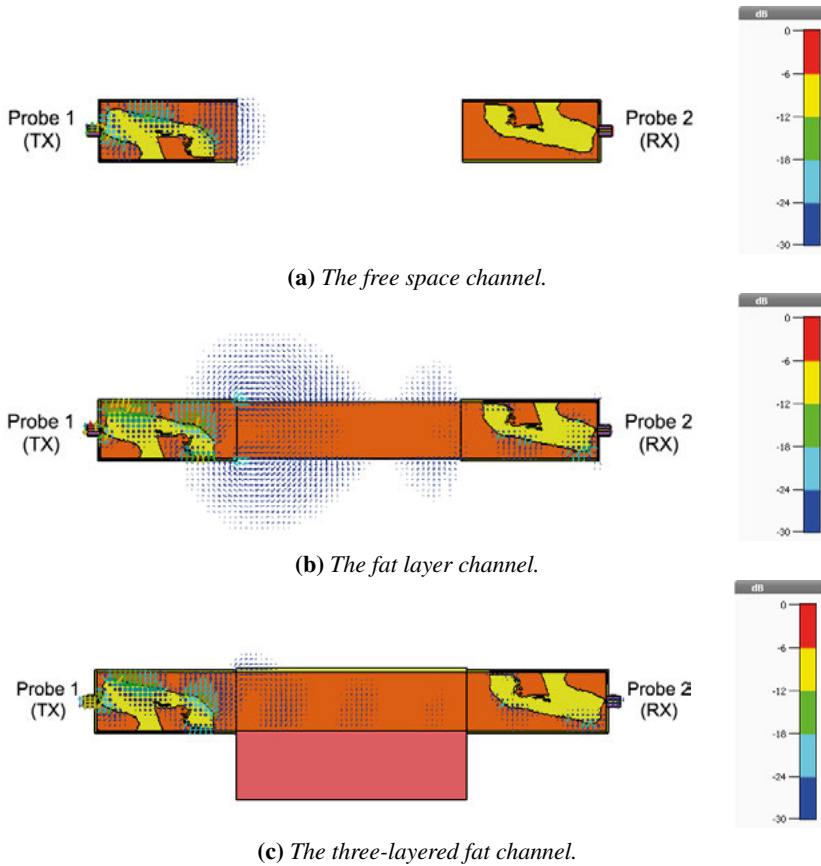 dB
0
-6
-12
-18
-24
-30
Probe 1
(TX)
Probe 2
(RX)
(a) The free space channel.
dB
0
-6
-12
-18
-24
-30
Probe 1
(TX)
Probe 2
(RX)
(b) The fat layer channel.
dB
0
-6
-12
-18
-24
-30
Probe 1
(TX)
Probe 2
(RX)
(c) The three-layered fat channel.